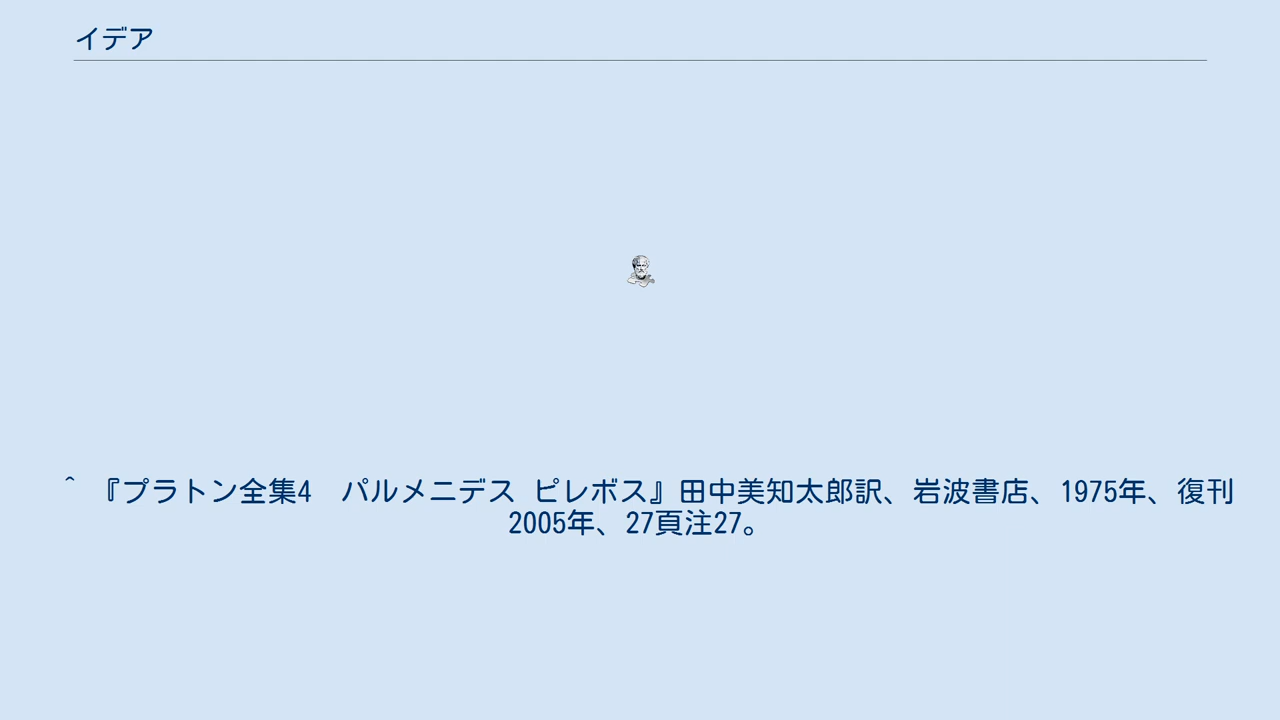 イデア
^ 『プラトン全集4　パルメニデス ピレボス』田中美知太郎訳、岩波書店、1975年、復刊
2005年、27頁注27。